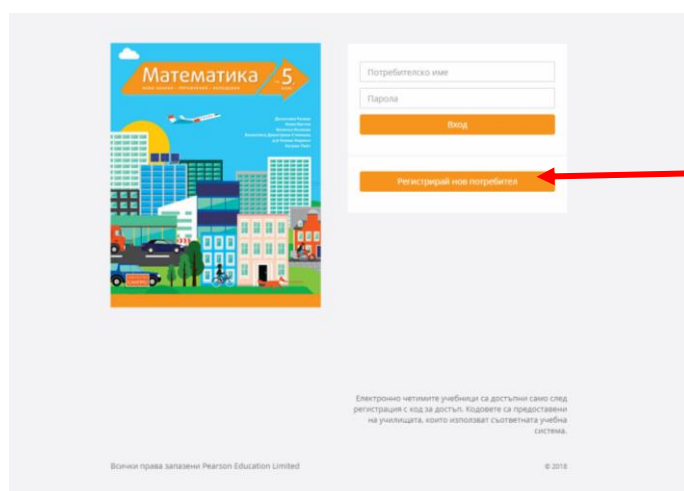 Математика 5.
Потребителско име
Парола
Вход
Регистрирай нов потребител
Електронно четимите учебници са достъпни само след
регистрация с код за достъп. Кодовете са предоставени
на училищата, които използват съответната учебна
система.
Всички права запазени Pearson Education Limited
© 2018